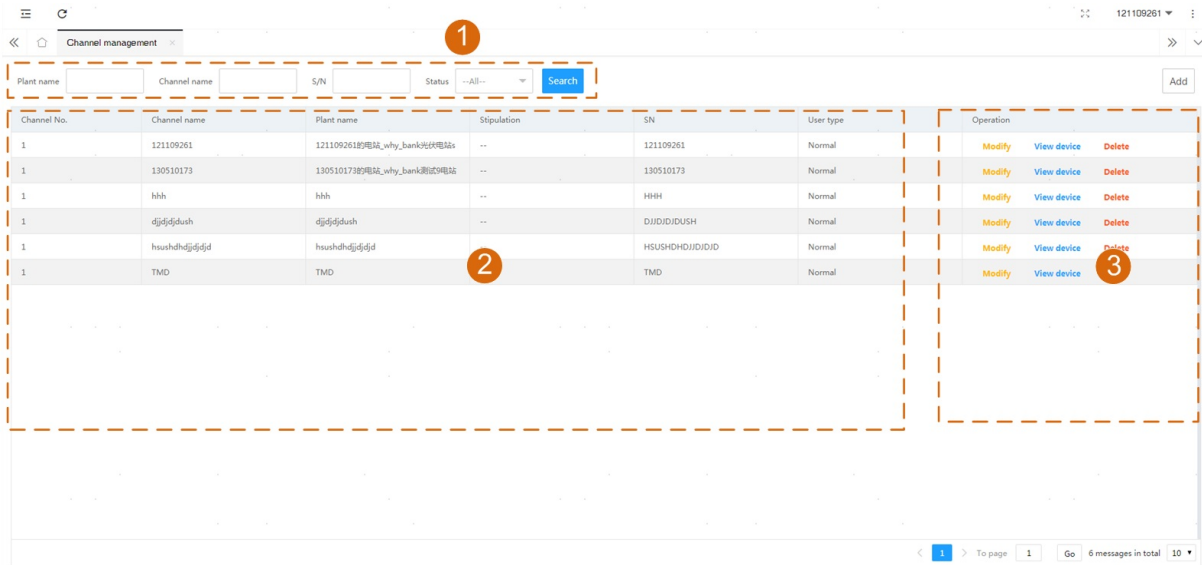 121109261
Channel management
1
Plant name Channel name S/N Status --All-- Search Add
Channel No. Channel name Plant name Stipulation SN User type Operation
1 121109261 121109261的电站_why_bank光伏电站s -- 121109261 Normal Modify View device Delete
1 130510173 130510173的电站_why_bank测试9电站 -- 130510173 Normal Modify View device Delete
1 hhh hhh -- HHH Normal Modify View device Delete
1 djjdjdjdush djjdjdjdush -- DJJDJDJDUSH Normal Modify View device Delete
1 hsushdhdjjdjdjd hsushdhdjjdjdjd -- HSUSHDHDJJDJDJD Normal Modify View device Delete
1 TMD TMD 2 TMD Normal Modify View device 3
1 To page 1 Go 6 messages in total 10